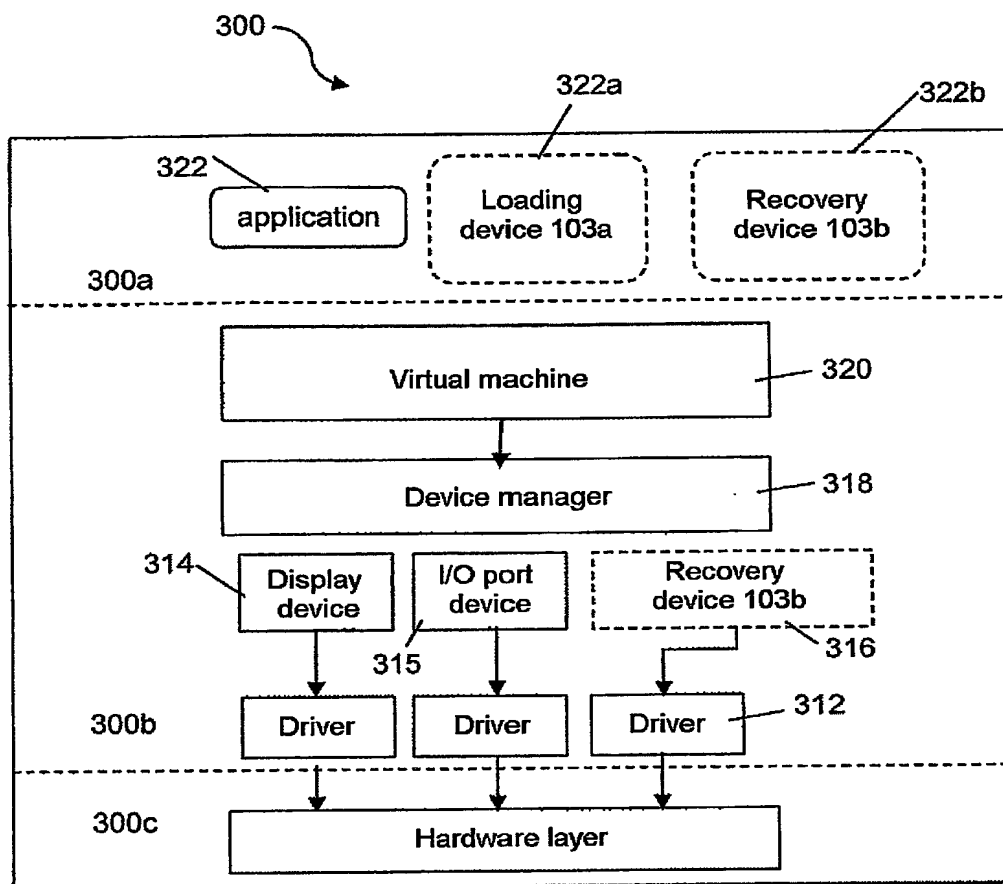 300
322a
322b
322
application
Loading
device 103a
Recovery
device 103b
300a
Virtual machine
320
Device manager
318
314
Display
device
I/O port
device
Recovery
device 103b
315
316
300b
Driver
Driver
Driver
312
300c
Hardware layer